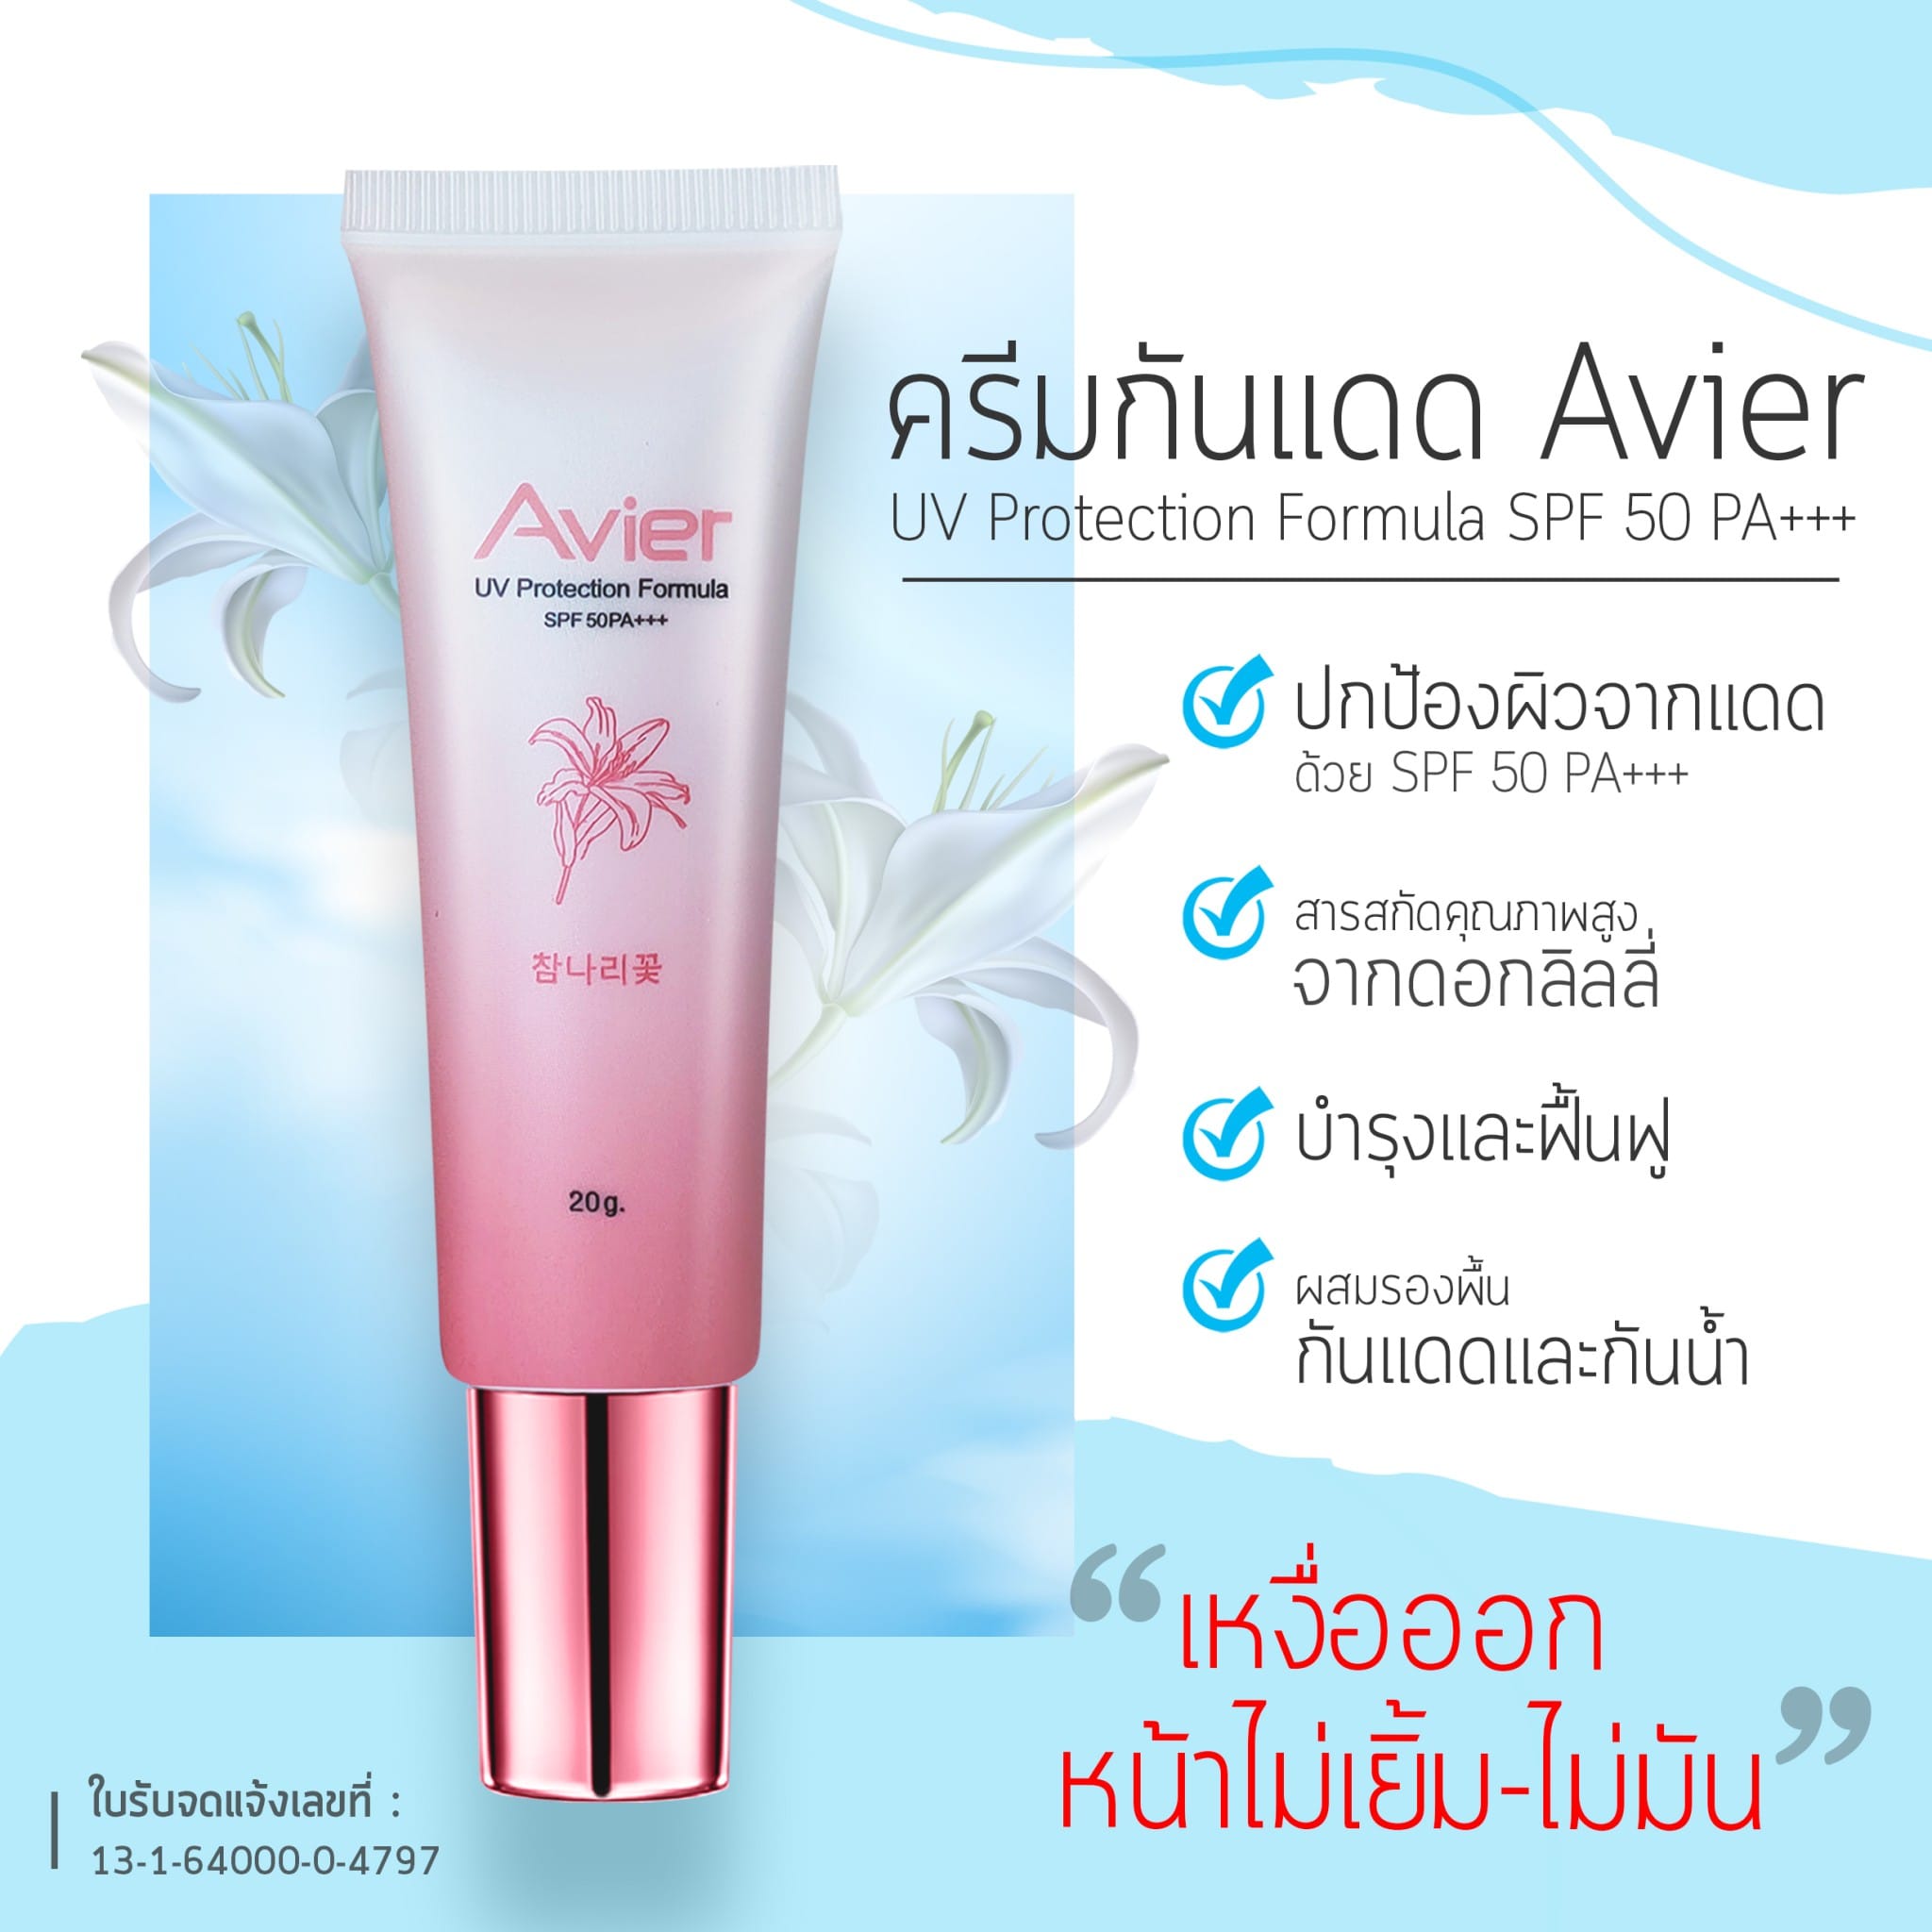 Avier
UV Protection Formula
SPF 50PA+++
참나리꽃
20g.
ครีมกันแดด Avier
UV Protection Formula SPF 50 PA+++
ปกป้องผิวจากแดด
ด้วย SPF 50 PA+++
สารสกัดคุณภาพสูง
จากดอกลิลลี่
บำรุงและฟื้นฟู
ผสมรองพื้น
กันแดดและกันน้ำ
“เหงื่อออก
หน้าไม่เยิ้ม-ไม่มัน”
ใบรับจดแจ้งเลขที่ :
13-1-64000-0-4797